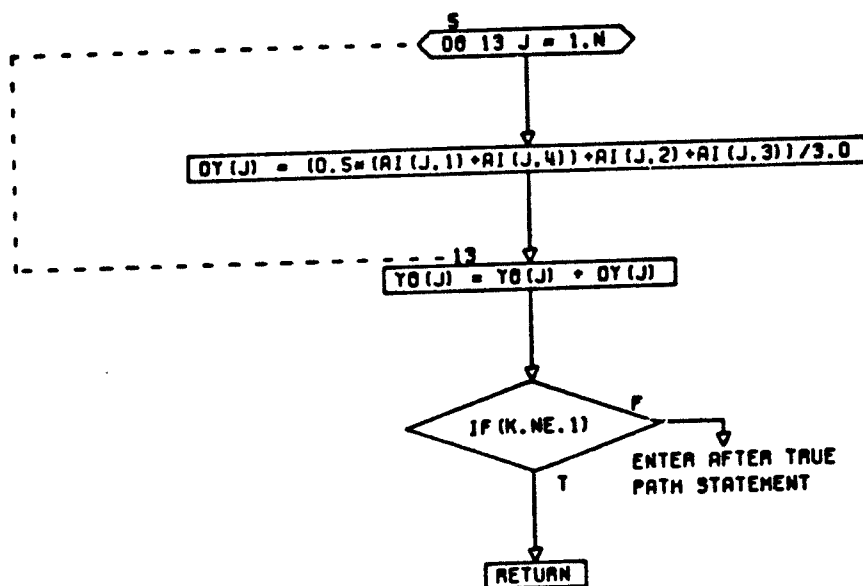 5
DO 13 J = 1,N
DY(J) = (0.5*(AI(J,1)+AI(J,4))+AI(J,2)+AI(J,3))/3.0
13
YO(J) = YO(J) + DY(J)
IF(K.NE.1)
F
ENTER AFTER TRUE
PATH STATEMENT
T
RETURN